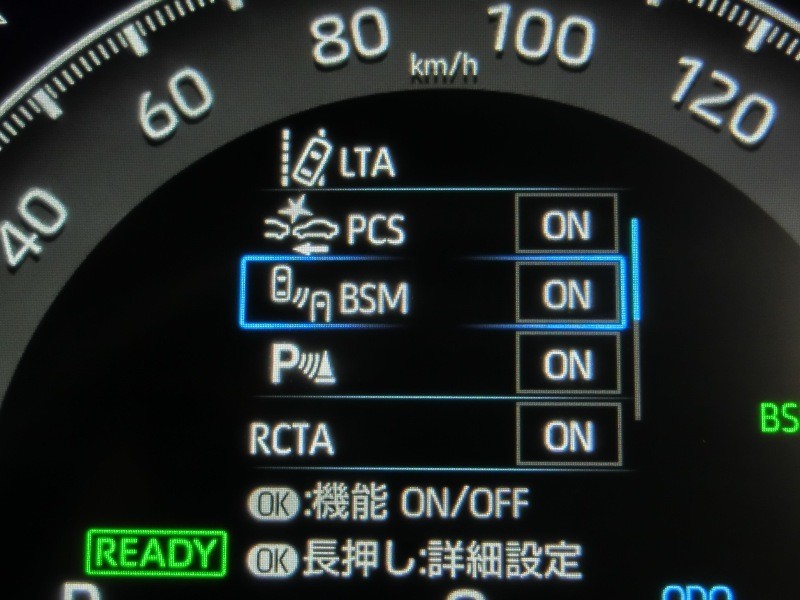 40
60
80
100
120
km/h
LTA
PCS ON
BSM ON
P ON
RCTA ON
BS
OK:機能 ON/OFF
READY
OK長押し:詳細設定